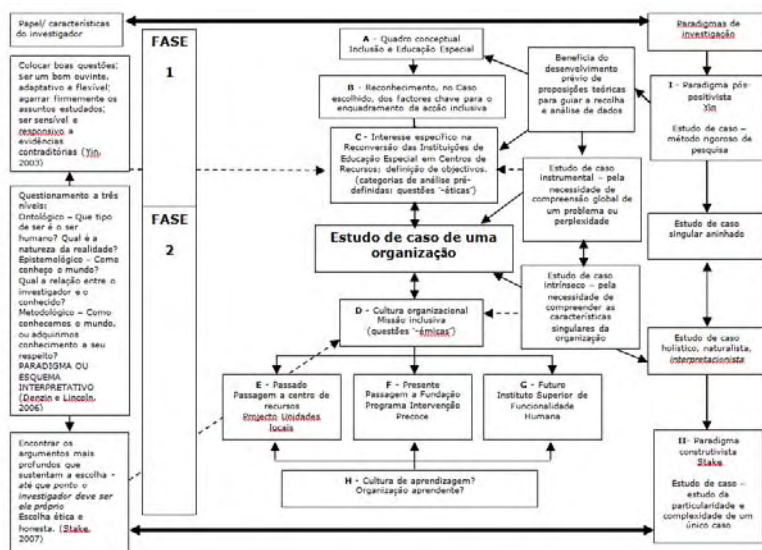 Papel/ características
do investigador
Colocar boas questões;
ser um bom ouvinte,
adaptativo e flexível;
agarrar firmemente os
assuntos estudados;
ser sensível e
responsivo a
evidências
contraditórias (Yin,
2003)
Questionamento a três
níveis:
Ontológico – Que tipo
de ser é o ser
humano? Qual é a
natureza da realidade?
Epistemológico – Como
conheço o mundo?
Qual a relação entre o
investigador e o
conhecido?
Metodológico – Como
conhecemos o mundo,
ou adquirimos
conhecimento a seu
respeito?
PARADIGMA OU
ESQUEMA
INTERPRETATIVO
(Denzin e Lincoln,
2006)
Encontrar os
argumentos mais
profundos que
sustentam a escolha -
até que ponto o
investigador deve ser
ele próprio
Escolha ética e
honesta. (Stake,
2007)
FASE
1
FASE
2
A - Quadro conceptual
Inclusão e Educação Especial
B - Reconhecimento, no Caso
escolhido, dos factores chave para o
enquadramento da acção inclusiva
C - Interesse específico na
Reconversão das Instituições de
Educação Especial em Centros de
Recursos; definição de objectivos.
(categorias de análise pré-
definidas; questões '-éticas')
Estudo de caso de uma
organização
D - Cultura organizacional
Missão inclusiva
(questões '-émicas')
E - Passado
Passagem a centro de
recursos
Projecto Unidades
locais
F - Presente
Passagem a Fundação
Programa Intervenção
Precoce
G - Futuro
Instituto Superior de
Funcionalidade
Humana
H - Cultura de aprendizagem?
Organização aprendente?
Beneficia do
desenvolvimento
prévio de
proposições teóricas
para guiar a recolha
e análise de dados
Estudo de caso
instrumental – pela
necessidade de
compreensão global
de um problema ou
perplexidade
Estudo de caso
intrínseco – pela
necessidade de
compreender as
características
singulares da
organização
Paradigmas de
investigação
I - Paradigma pós-
positivista
Yin
Estudo de caso –
método rigoroso de
pesquisa
Estudo de caso
singular aninhado
Estudo de caso
holístico, naturalista,
interpretacionista
II- Paradigma
construtivista
Stake
Estudo de caso –
estudo da
particularidade e
complexidade de um
único caso